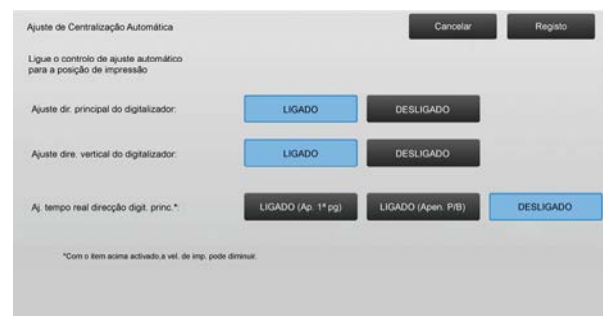 Ajuste de Centralização Automática
Cancelar
Registo
Ligue o controlo de ajuste automático
para a posição de impressão
Ajuste dir. principal do digitalizador:
LIGADO
DESLIGADO
Ajuste dire. vertical do digitalizador:
LIGADO
DESLIGADO
Aj. tempo real direcção digit. princ.*:
LIGADO (Ap. 1ª pg)
LIGADO (Apen. P/B)
DESLIGADO
*Com o item acima activado,a vel. de imp. pode diminuir.